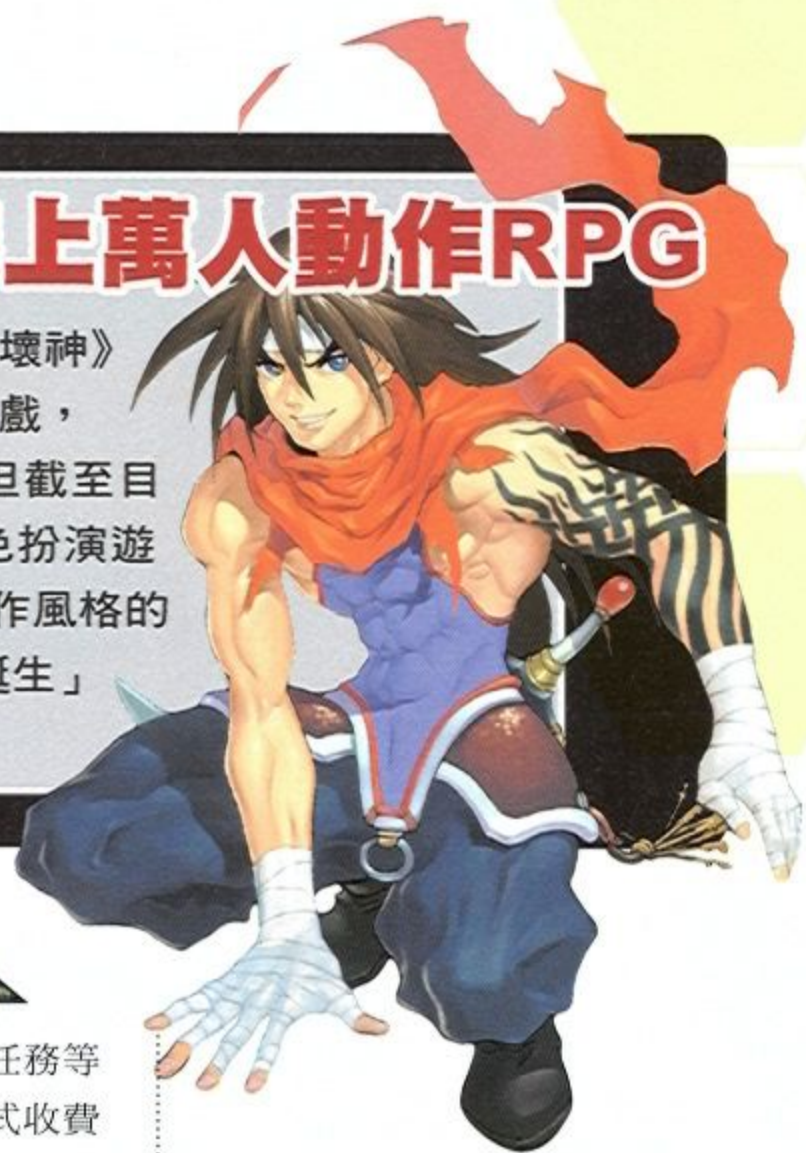 上萬人動作RPG
壞神》
戲，
但截至目
色扮演遊
作風格的
誕生」
任務等
式收費